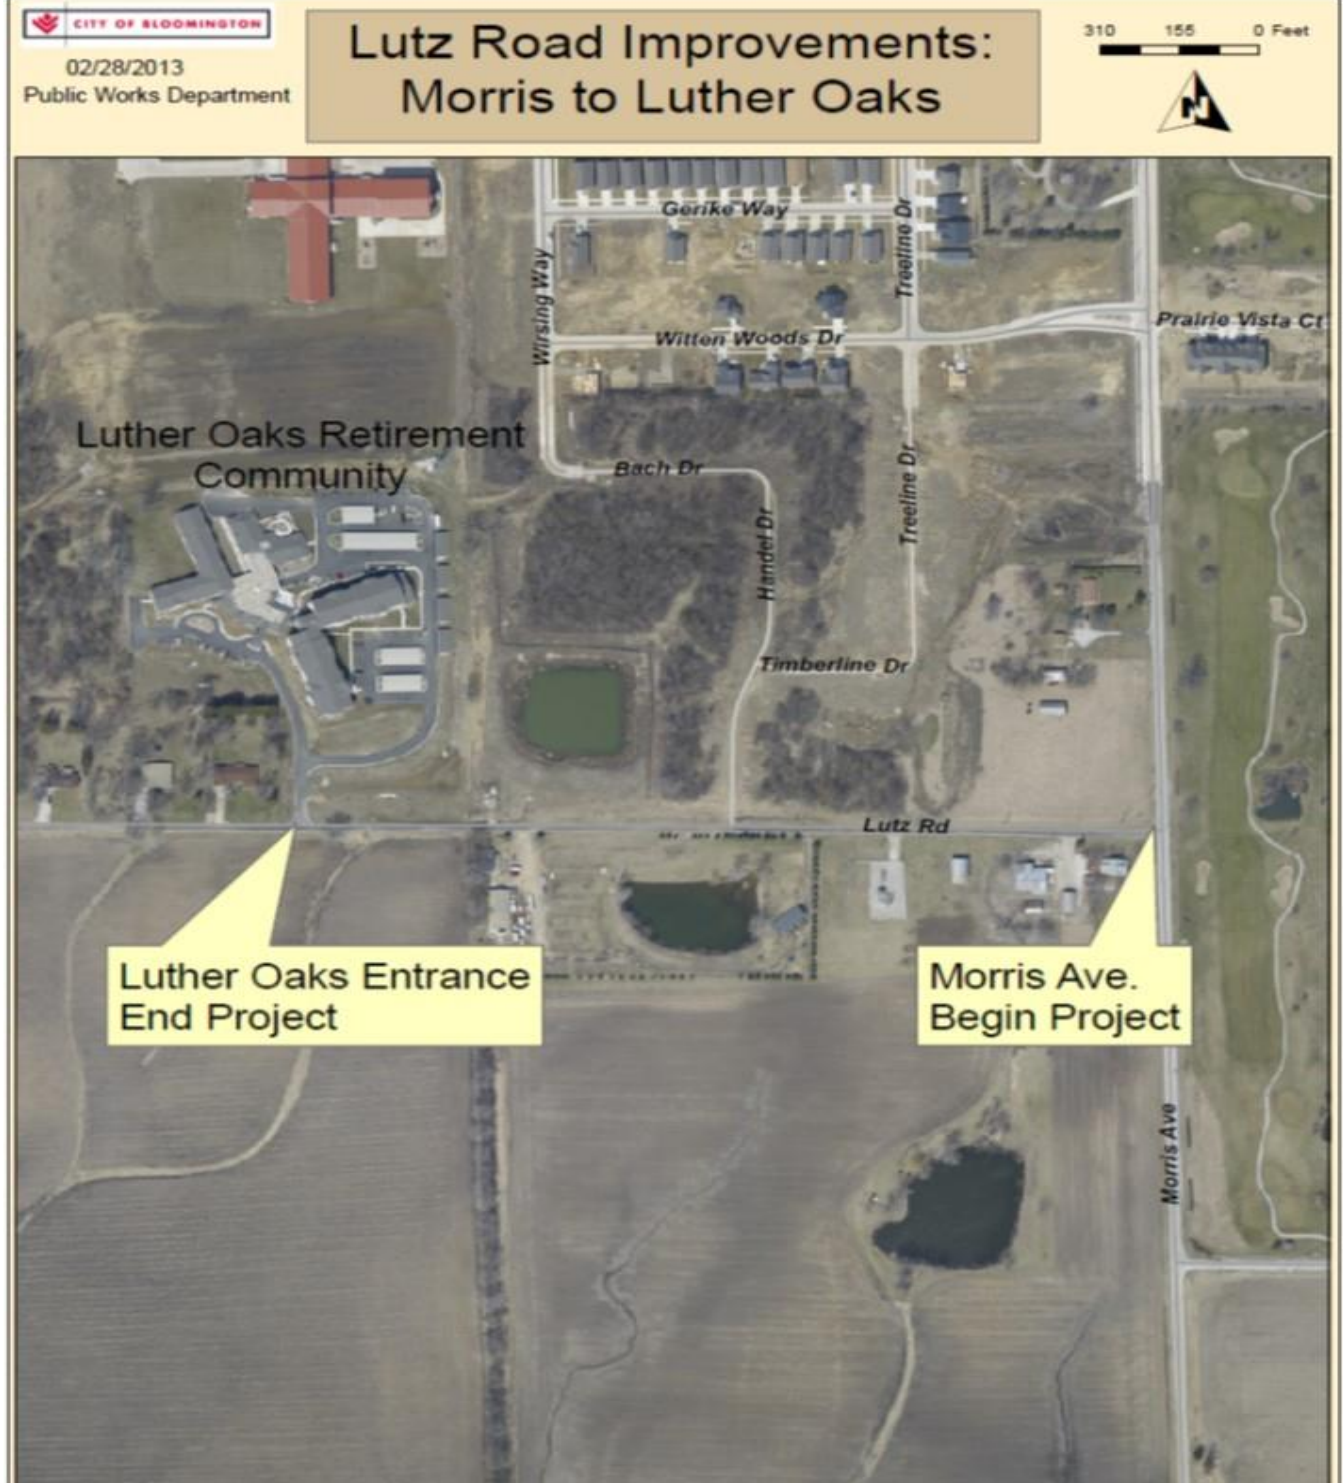 CITY OF BLOOMINGTON
02/28/2013
Public Works Department
Lutz Road Improvements:
Morris to Luther Oaks
310 155 0 Feet
N
Gerike Way
Treeline Dr
Wirsing Way
Witten Woods Dr
Prairie Vista Ct
Luther Oaks Retirement
Community
Bach Dr
Treeline Dr
Handel Dr
Timberline Dr
Lutz Rd
Luther Oaks Entrance
End Project
Morris Ave.
Begin Project
Morris Ave